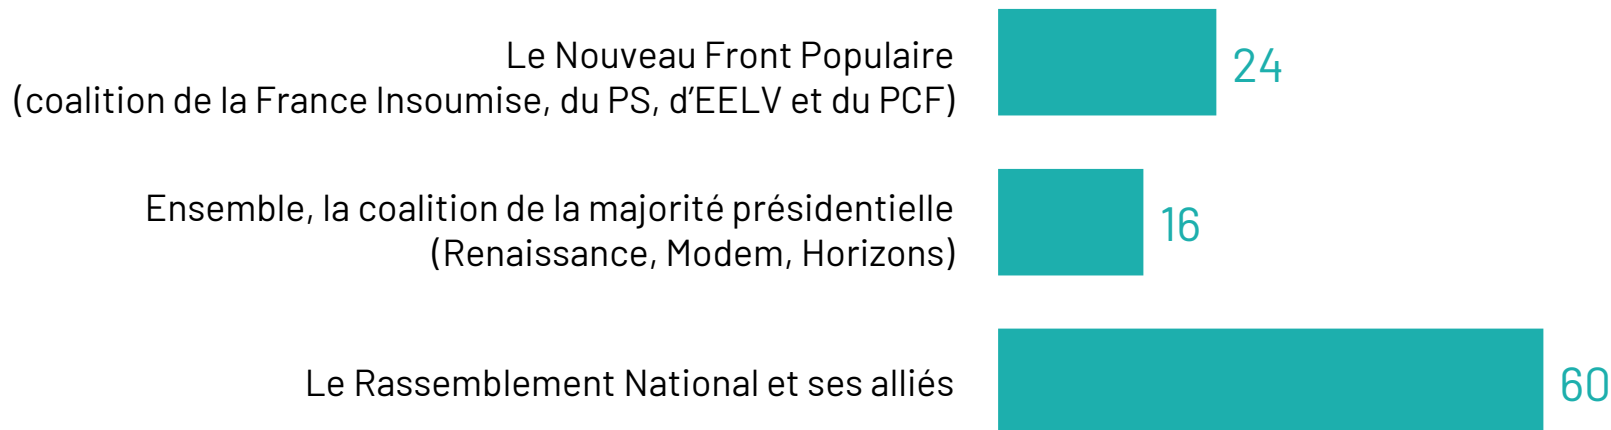 Le Nouveau Front Populaire
(coalition de la France Insoumise, du PS, d’EELV et du PCF)
24
Ensemble, la coalition de la majorité présidentielle
(Renaissance, Modem, Horizons)
16
Le Rassemblement National et ses alliés
60